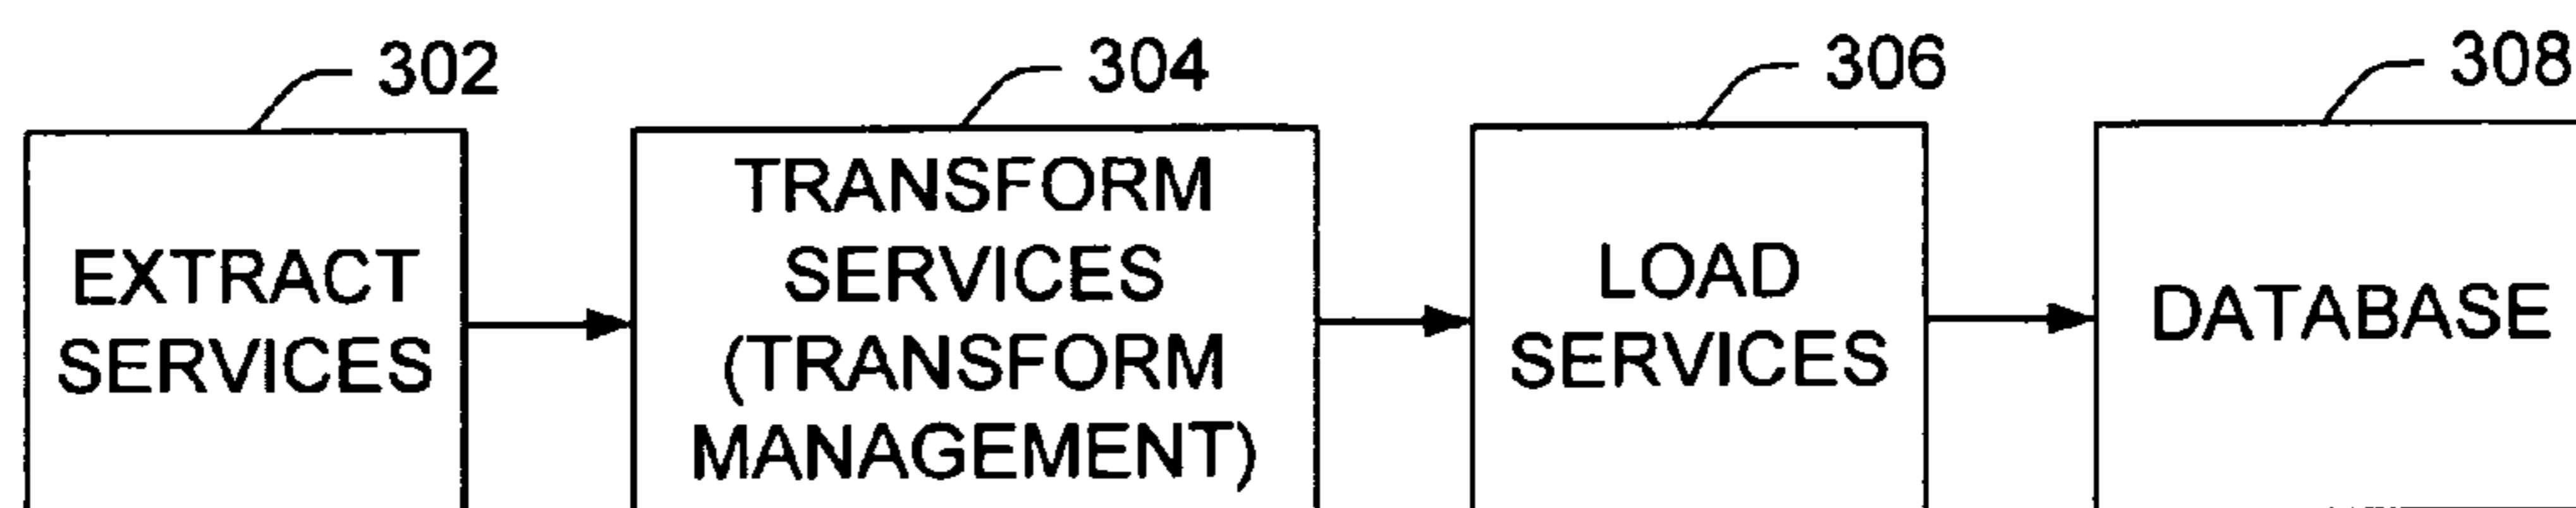 302
304
306
308
EXTRACT
SERVICES
TRANSFORM
SERVICES
(TRANSFORM
MANAGEMENT)
LOAD
SERVICES
DATABASE